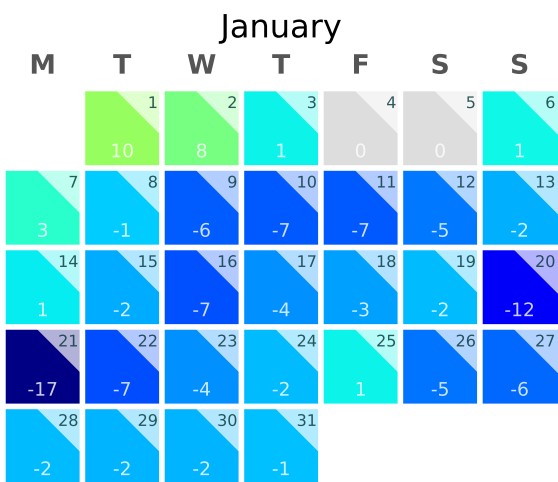 January
M T W T F S S
1 2 3 4 5 6
10 8 1 0 0 1
7 8 9 10 11 12 13
3 -1 -6 -7 -7 -5 -2
14 15 16 17 18 19 20
1 -2 -7 -4 -3 -2 -12
21 22 23 24 25 26 27
-17 -7 -4 -2 1 -5 -6
28 29 30 31
-2 -2 -2 -1